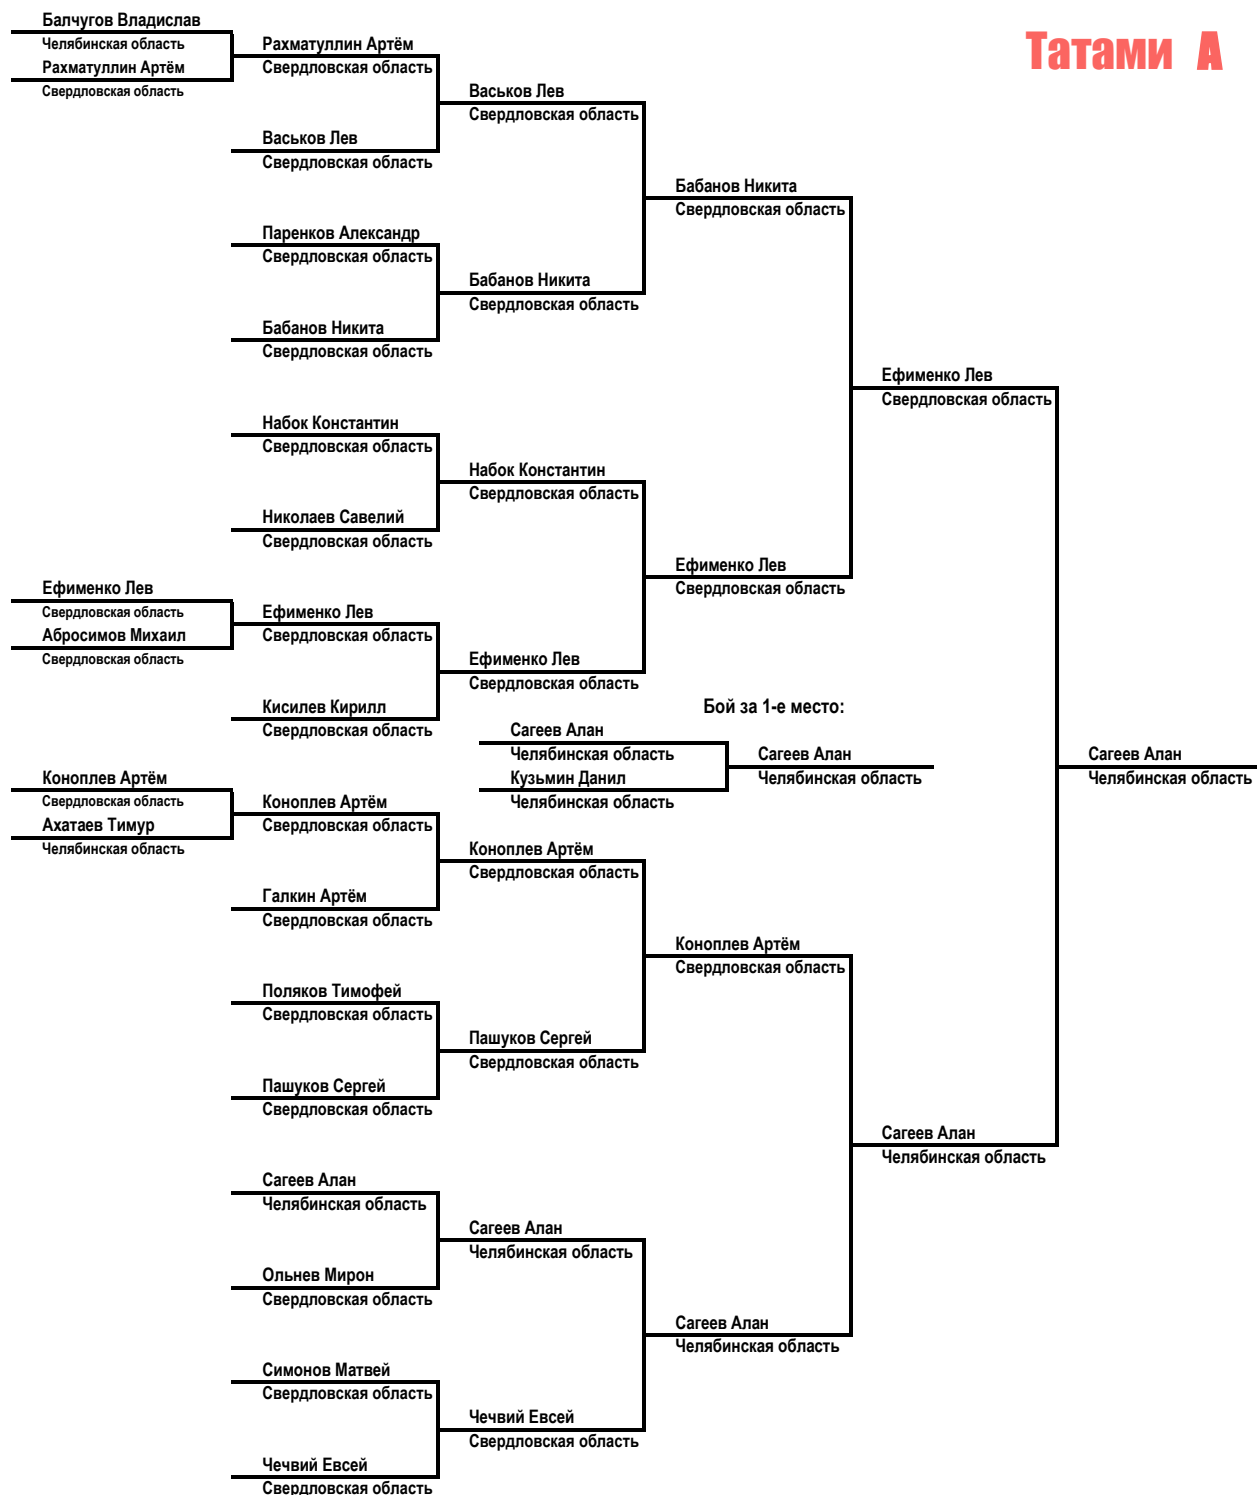 Балчугов Владислав
Челябинская область
Рахматуллин Артём
Свердловская область
Рахматуллин Артём
Свердловская область
Татами А
Васьков Лев
Свердловская область
Васьков Лев
Свердловская область
Бабанов Никита
Свердловская область
Паренков Александр
Свердловская область
Бабанов Никита
Свердловская область
Бабанов Никита
Свердловская область
Ефименко Лев
Свердловская область
Набок Константин
Свердловская область
Набок Константин
Свердловская область
Николаев Савелий
Свердловская область
Ефименко Лев
Свердловская область
Ефименко Лев
Свердловская область
Абросимов Михаил
Свердловская область
Ефименко Лев
Свердловская область
Ефименко Лев
Свердловская область
Кисилев Кирилл
Свердловская область
Бой за 1-е место:
Сагеев Алан
Челябинская область
Кузьмин Данил
Челябинская область
Сагеев Алан
Челябинская область
Сагеев Алан
Челябинская область
Коноплев Артём
Свердловская область
Ахатаев Тимур
Челябинская область
Коноплев Артём
Свердловская область
Коноплев Артём
Свердловская область
Галкин Артём
Свердловская область
Коноплев Артём
Свердловская область
Поляков Тимофей
Свердловская область
Пашуков Сергей
Свердловская область
Пашуков Сергей
Свердловская область
Сагеев Алан
Челябинская область
Сагеев Алан
Челябинская область
Сагеев Алан
Челябинская область
Ольнев Мирон
Свердловская область
Сагеев Алан
Челябинская область
Симонов Матвей
Свердловская область
Чечвий Евсей
Свердловская область
Чечвий Евсей
Свердловская область